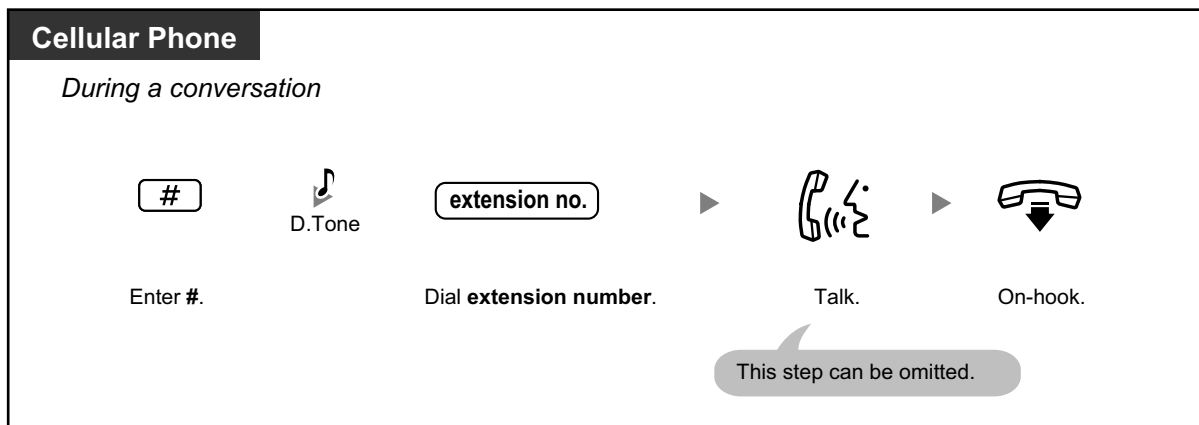 Cellular Phone
During a conversation
#
D.Tone
extension no.
Enter #.
Dial extension number.
Talk.
On-hook.
This step can be omitted.